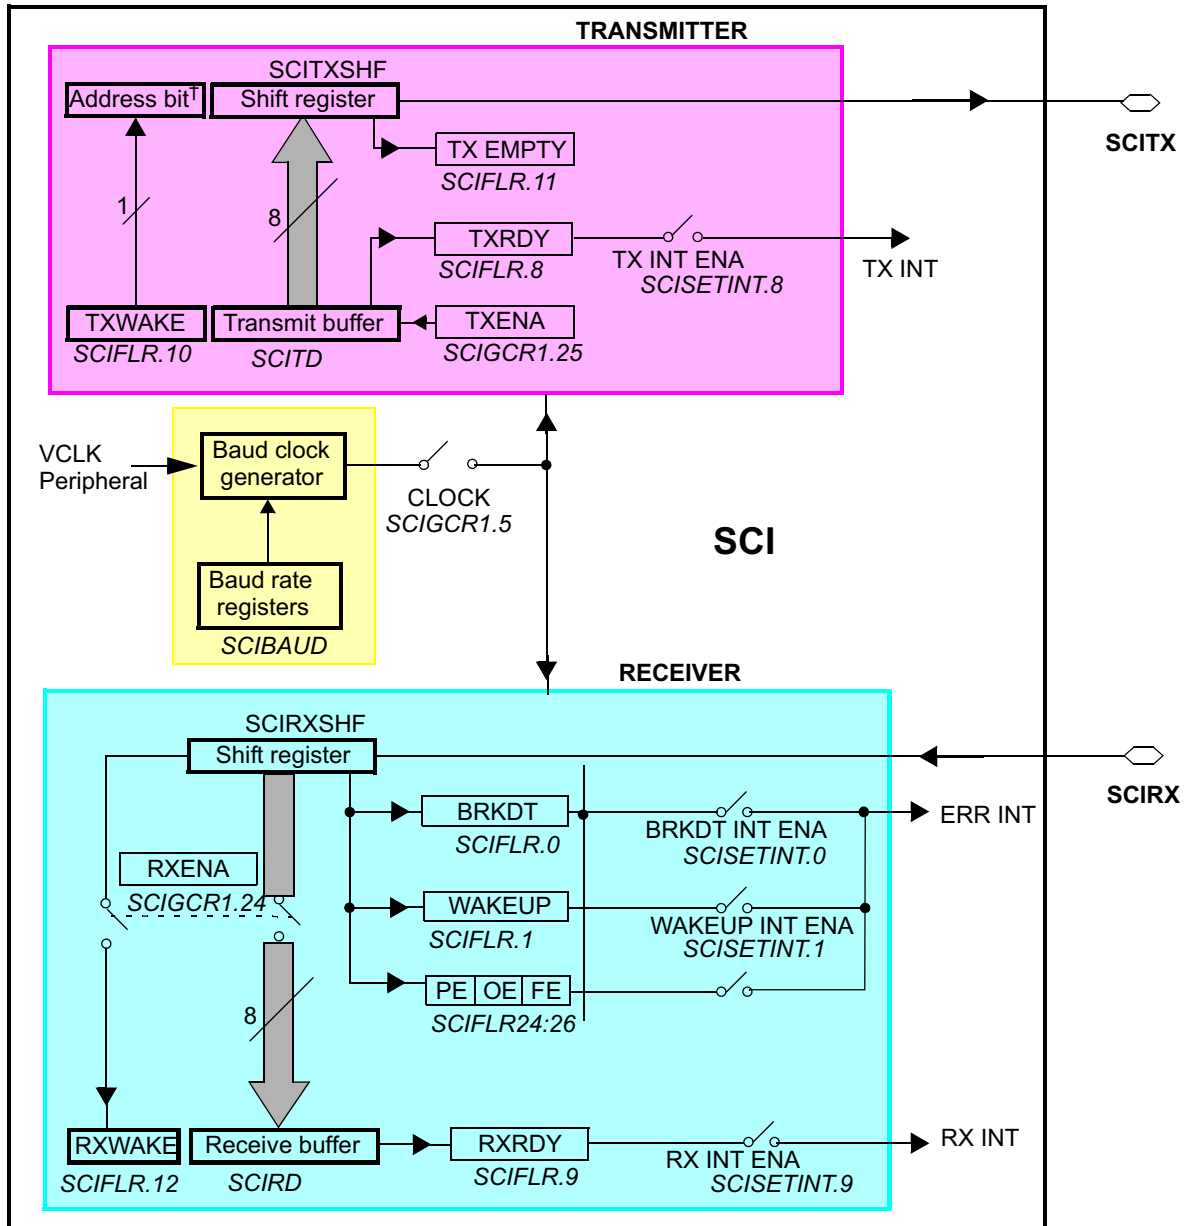 TRANSMITTER
SCITXSHF
Address bit†
Shift register
SCITX
TX EMPTY
SCIFLR.11
1
8
TXRDY
SCIFLR.8
TX INT ENA
SCISETINT.8
TX INT
TXWAKE
SCIFLR.10
Transmit buffer
SCITD
TXENA
SCIGCR1.25
VCLK
Peripheral
Baud clock
generator
CLOCK
SCIGCR1.5
SCI
Baud rate
registers
SCIBAUD
RECEIVER
SCIRXSHF
Shift register
SCIRX
BRKDT
SCIFLR.0
BRKDT INT ENA
SCISETINT.0
ERR INT
RXENA
SCIGCR1.24
WAKEUP
SCIFLR.1
WAKEUP INT ENA
SCISETINT.1
PE OE FE
SCIFLR24:26
8
RXWAKE
SCIFLR.12
Receive buffer
SCIRD
RXRDY
SCIFLR.9
RX INT ENA
SCISETINT.9
RX INT